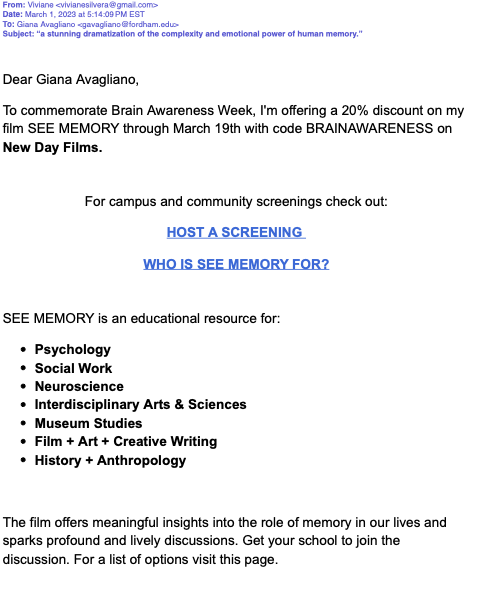 From: Viviane <vivianesilvera@gmail.com>
Date: March 1, 2023 at 5:14:09 PM EST
To: Giana Avagliano <gavagliano@fordham.edu>
Subject: “a stunning dramatization of the complexity and emotional power of human memory.”
Dear Giana Avagliano,
To commemorate Brain Awareness Week, I'm offering a 20% discount on my
film SEE MEMORY through March 19th with code BRAINAWARENESS on
New Day Films.
For campus and community screenings check out:
HOST A SCREENING
WHO IS SEE MEMORY FOR?
SEE MEMORY is an educational resource for:
• Psychology
• Social Work
• Neuroscience
• Interdisciplinary Arts & Sciences
• Museum Studies
• Film + Art + Creative Writing
• History + Anthropology
The film offers meaningful insights into the role of memory in our lives and
sparks profound and lively discussions. Get your school to join the
discussion. For a list of options visit this page.